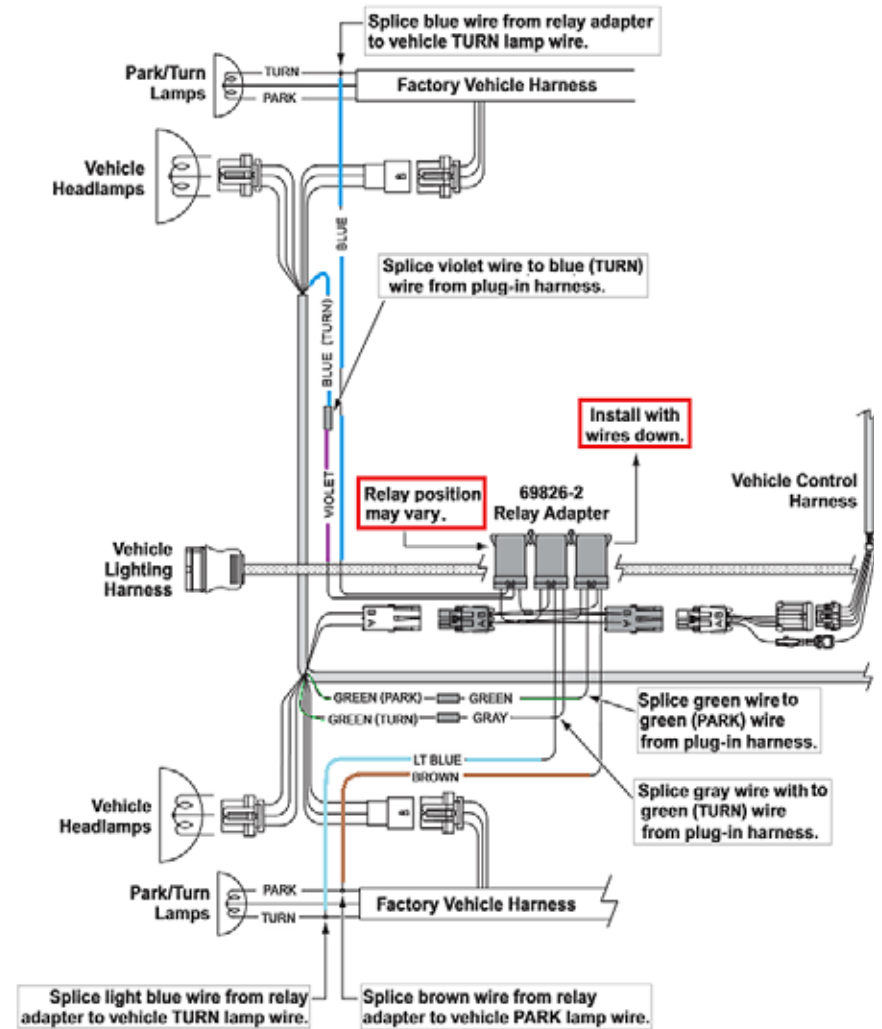 Splice blue wire from relay adapter
to vehicle TURN lamp wire.
Park/Turn
Lamps
TURN
PARK
Factory Vehicle Harness
Vehicle
Headlamps
BLUE
Splice violet wire to blue (TURN)
wire from plug-in harness.
BLUE (TURN)
VIOLET
Install with
wires down.
Relay position
may vary.
69826-2
Relay Adapter
Vehicle Control
Harness
Vehicle
Lighting
Harness
GREEN (PARK)
GREEN
GREEN (TURN)
GRAY
Splice green wire to
green (PARK) wire
from plug-in harness.
LT BLUE
BROWN
Splice gray wire with to
green (TURN) wire
from plug-in harness.
Vehicle
Headlamps
Park/Turn
Lamps
PARK
TURN
Factory Vehicle Harness
Splice light blue wire from relay
adapter to vehicle TURN lamp wire.
Splice brown wire from relay
adapter to vehicle PARK lamp wire.